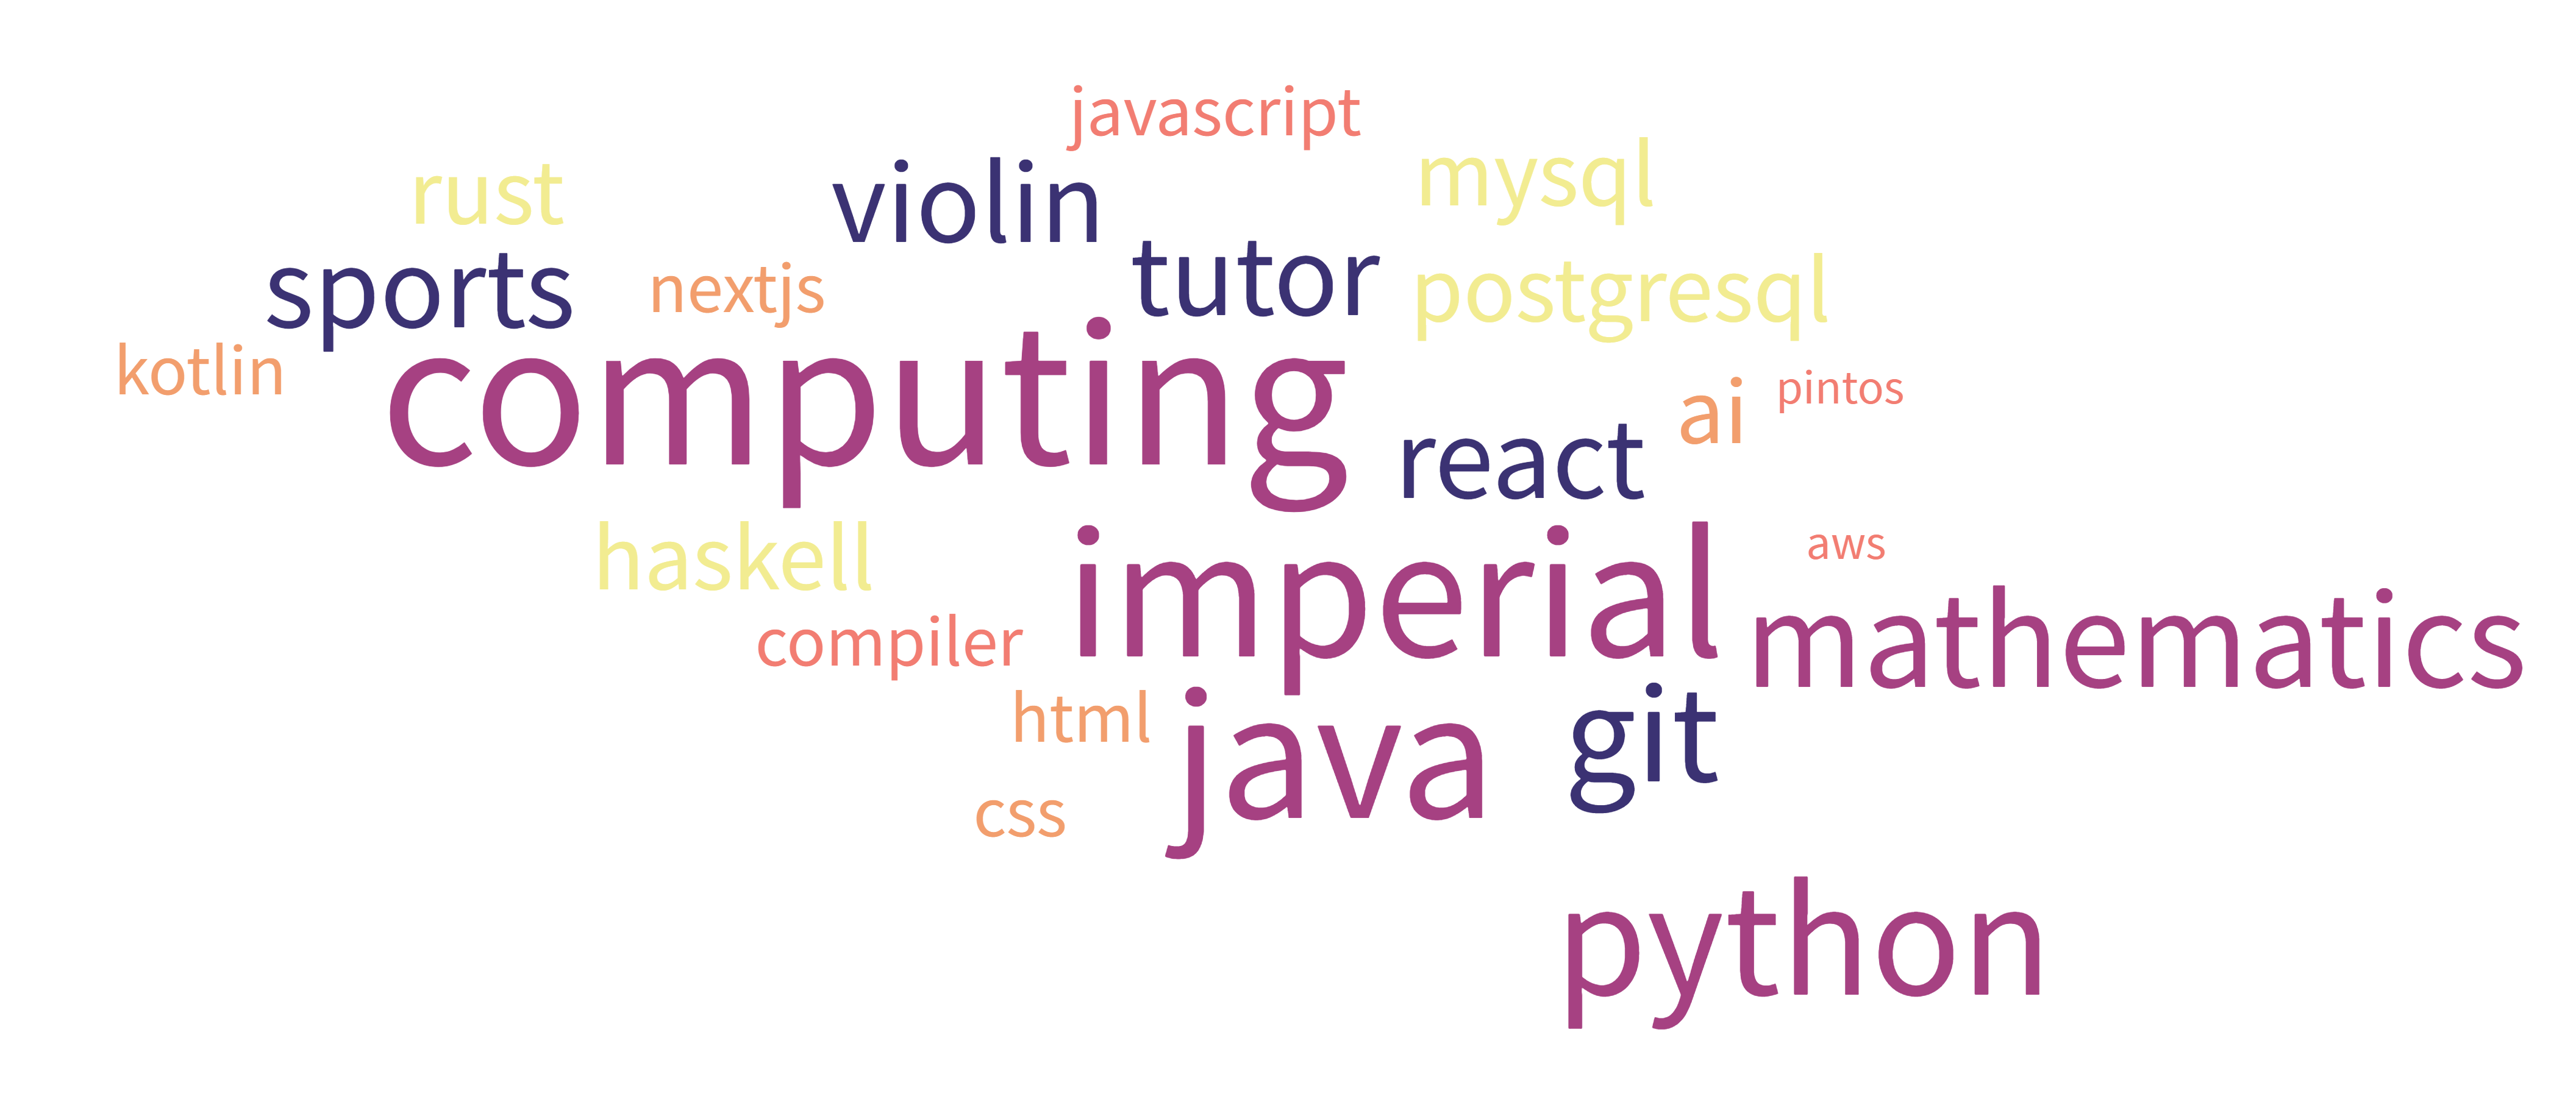 javascript
rust
violin
mysql
sports
nextjs
tutor
postgresql
kotlin
computing
ai
pintos
react
haskell
imperial
aws
compiler
mathematics
html
java
git
css
python